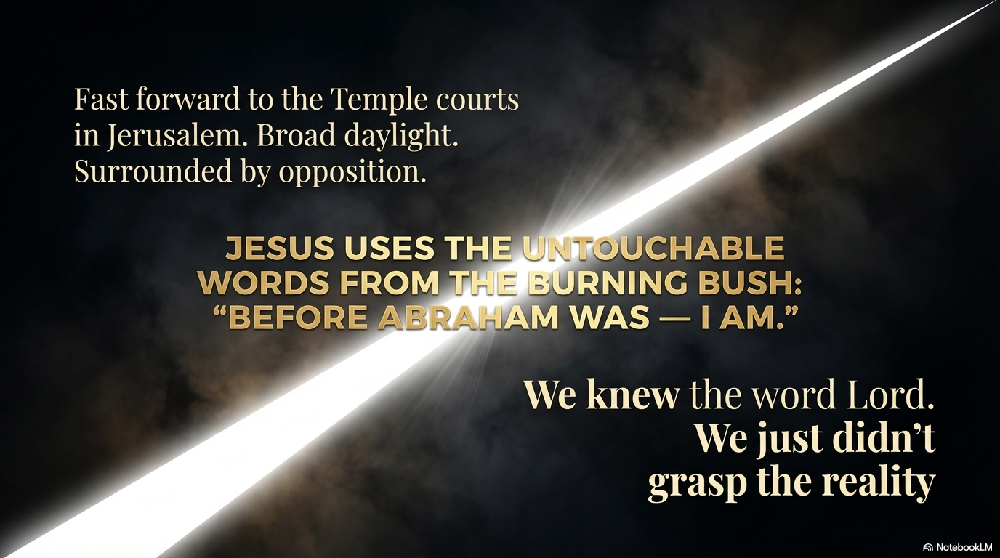 Fast forward to the Temple courts
in Jerusalem. Broad daylight.
Surrounded by opposition.
JESUS USES THE UNTOUCHABLE
WORDS FROM THE BURNING BUSH:
“BEFORE ABRAHAM WAS — I AM.”
We knew the word Lord.
We just didn’t
grasp the reality
NotebookLM